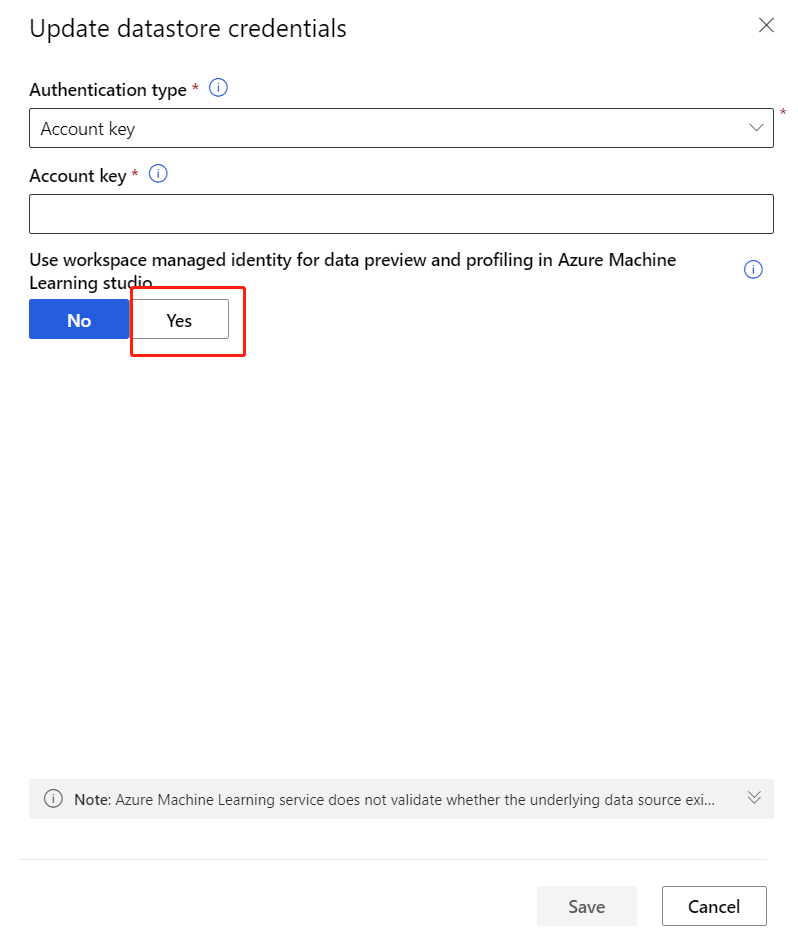 Update datastore credentials
Authentication type *
Account key
*
Account key *
Use workspace managed identity for data preview and profiling in Azure Machine
Learning studio
No Yes
Note: Azure Machine Learning service does not validate whether the underlying data source exi...
Save Cancel